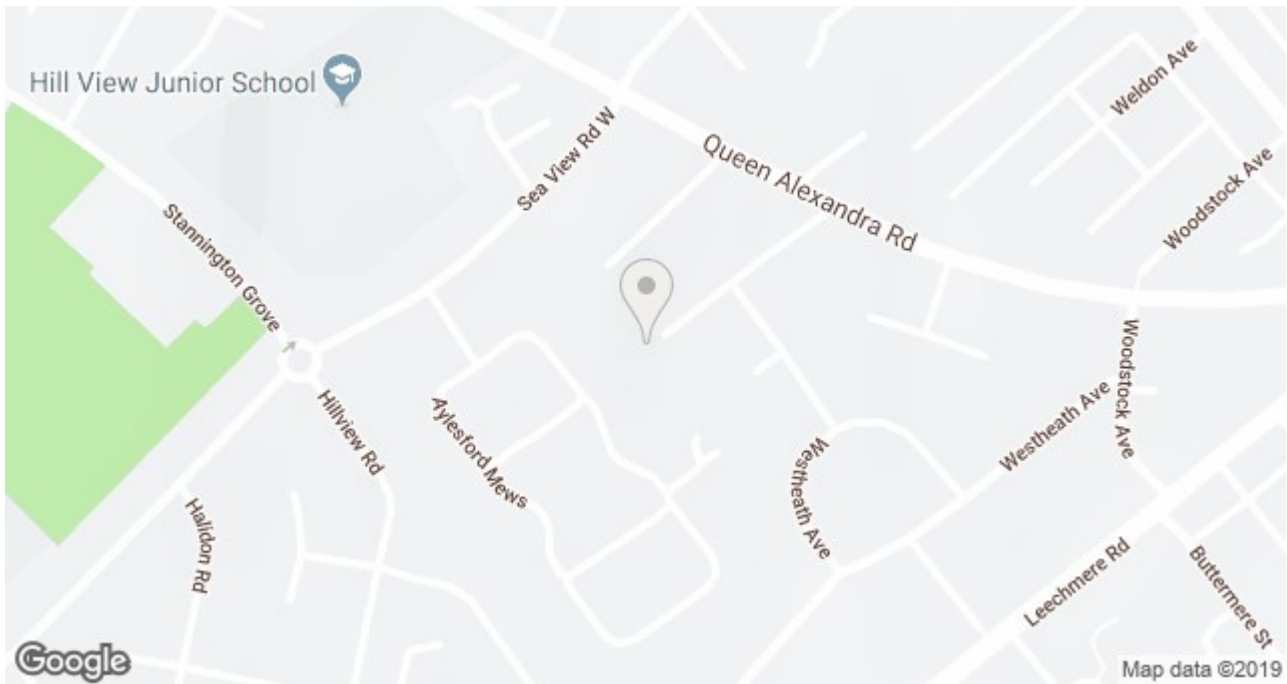 Hill View Junior School
Weldon Ave
Sea View Rd W
Queen Alexandra Rd
Woodstock Ave
Stannington Grove
Woodstock Ave
Hillview Rd
Aylesford Mews
Westheath Ave
Westheath Ave
Halidon Rd
Leechmere Rd
Buttermere St
Google
Map data ©2019